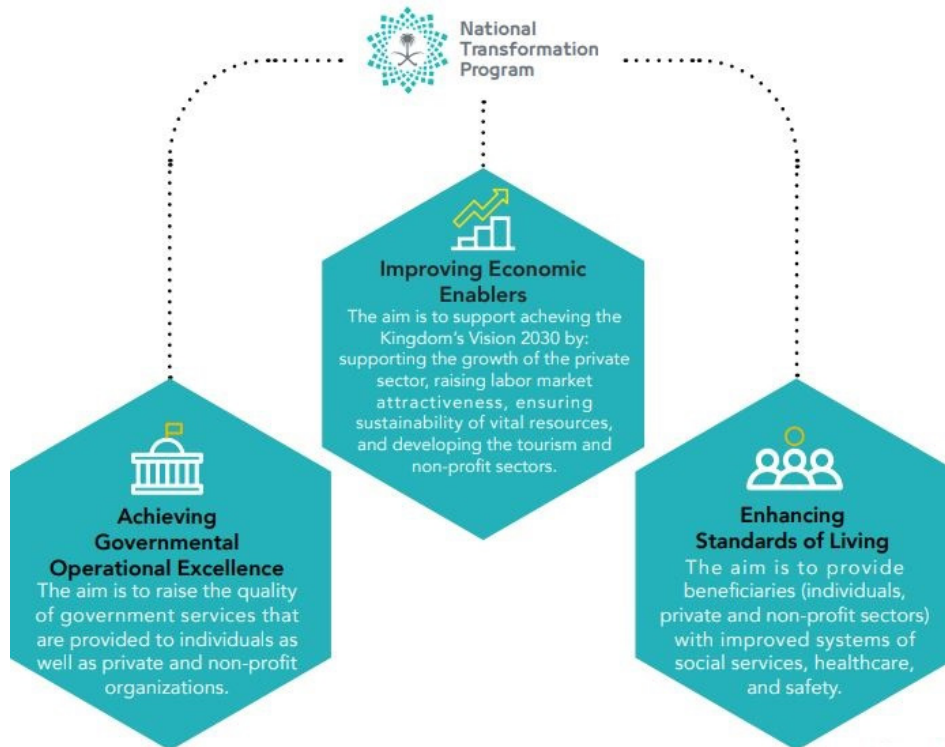 National
Transformation
Program
Improving Economic
Enablers
The aim is to support acheving the
Kingdom's Vision 2030 by:
supporting the growth of the private
sector, raising labor market
attractiveness, ensuring
sustainability of vital resources,
and developing the tourism and
non-profit sectors.
Achieving
Governmental
Operational Excellence
The aim is to raise the quality
of government services that
are provided to individuals as
well as private and non-profit
organizations.
Enhancing
Standards of Living
The aim is to provide
beneficiaries (individuals,
private and non-profit sectors)
with improved systems of
social services, healthcare,
and safety.